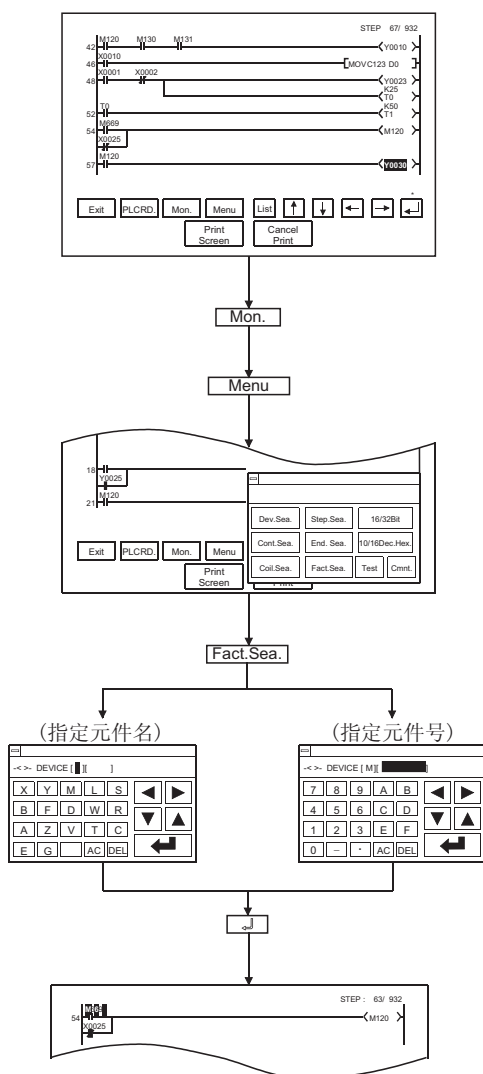 STEP 67/ 932
M120 M130 M131
42 Y0010
X0010
46 MOVC123 D0
X0001 X0002
48 Y0023
K25
T0
T0 K50
52 T1
M669
54 M120
X0025
M120
57 Y0030
*
Exit PLCRD. Mon. Menu List
Print Screen Cancel Print
Mon.
Menu
18
Y0025
M120
21
Dev.Sea. Step.Sea. 16/32Bit
Cont.Sea. End. Sea. 10/16Dec.Hex.
Coil.Sea. Fact.Sea. Test Cmnt.
Exit PLCRD. Mon. Menu
Print Screen
Fact.Sea.
(指定元件名) (指定元件号)
-< >- DEVICE [ ][ ]
X Y M L S
B F D W R
A Z V T C
E G AC DEL
-< >- DEVICE [ M][ ]
7 8 9 A B
4 5 6 C D
1 2 3 E F
0 – · AC DEL
STEP : 63/ 932
54 M120
X0025